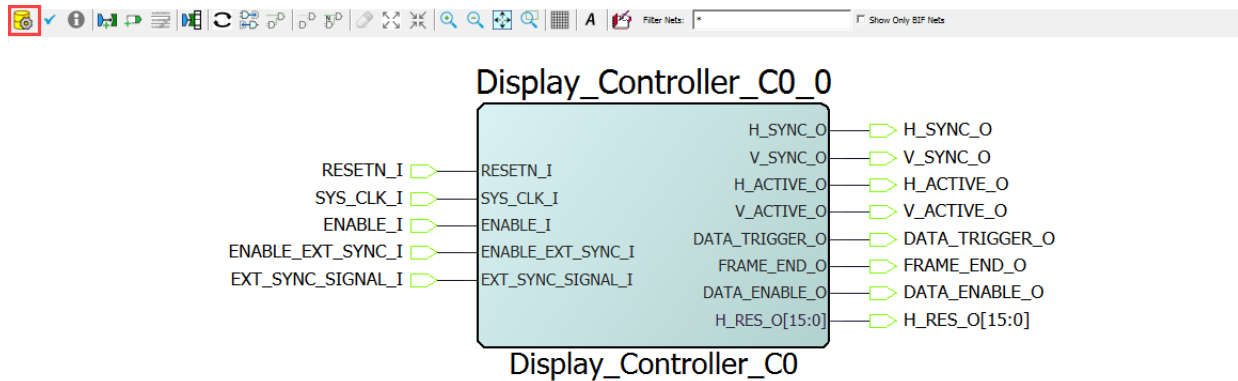 A Filter Nets: * Show Only BIF Nets
Display_Controller_C0_0
H_SYNC_O H_SYNC_O
V_SYNC_O V_SYNC_O
RESETN_I RESETN_I
H_ACTIVE_O H_ACTIVE_O
SYS_CLK_I SYS_CLK_I
V_ACTIVE_O V_ACTIVE_O
ENABLE_I ENABLE_I
DATA_TRIGGER_O DATA_TRIGGER_O
ENABLE_EXT_SYNC_I ENABLE_EXT_SYNC_I
FRAME_END_O FRAME_END_O
EXT_SYNC_SIGNAL_I EXT_SYNC_SIGNAL_I
DATA_ENABLE_O DATA_ENABLE_O
H_RES_O[15:0] H_RES_O[15:0]
Display_Controller_C0